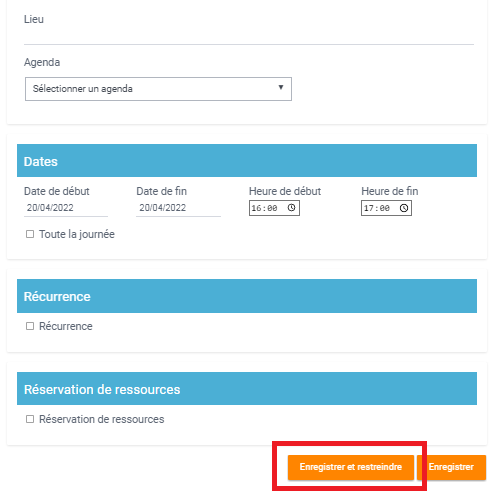 Lieu
Agenda
Sélectionner un agenda
Dates
Date de début Date de fin Heure de début Heure de fin
20/04/2022 20/04/2022 16:00 17:00
Toute la journée
Récurrence
Récurrence
Réservation de ressources
Réservation de ressources
Enregistrer et restreindre Enregistrer